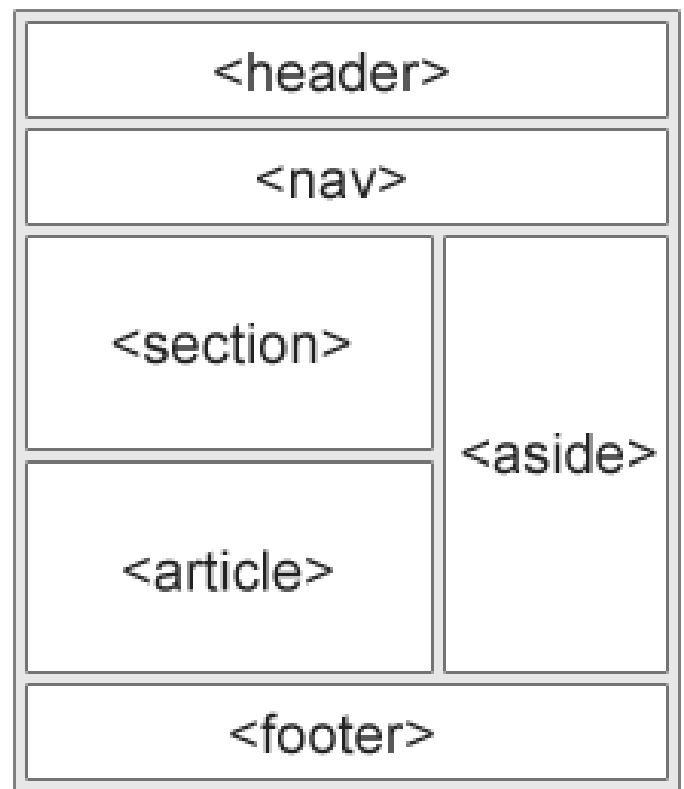 <header>
<nav>
<section>
<aside>
<article>
<footer>